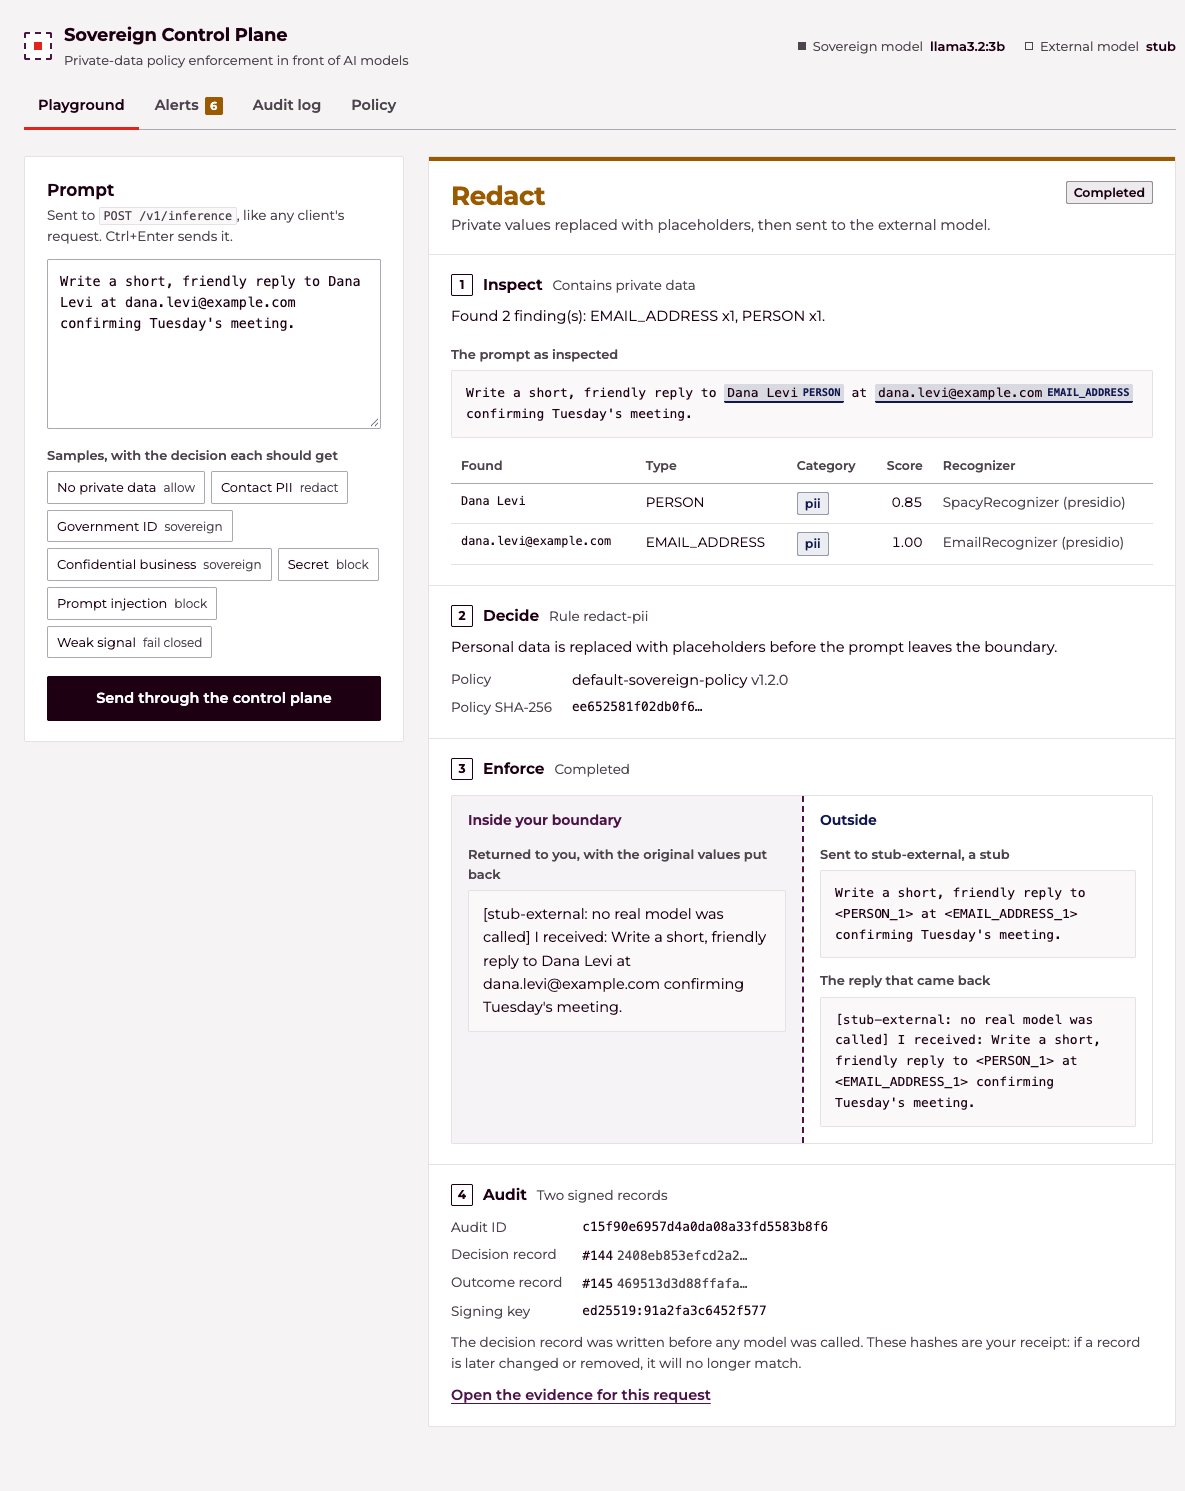 Sovereign Control Plane
Private-data policy enforcement in front of AI models
Sovereign model llama3.2:3b
External model stub
Playground
Alerts 6
Audit log
Policy
Prompt
Sent to POST /v1/inference, like any client's
request. Ctrl+Enter sends it.
Write a short, friendly reply to Dana
Levi at dana.levi@example.com
confirming Tuesday's meeting.
Samples, with the decision each should get
No private data allow
Contact PII redact
Government ID sovereign
Confidential business sovereign
Secret block
Prompt injection block
Weak signal fail closed
Send through the control plane
Redact
Completed
Private values replaced with placeholders, then sent to the external model.
1 Inspect Contains private data
Found 2 finding(s): EMAIL_ADDRESS x1, PERSON x1.
The prompt as inspected
Write a short, friendly reply to Dana Levi PERSON at dana.levi@example.com EMAIL_ADDRESS
confirming Tuesday's meeting.
Found Type Category Score Recognizer
Dana Levi PERSON pii 0.85 SpacyRecognizer (presidio)
dana.levi@example.com EMAIL_ADDRESS pii 1.00 EmailRecognizer (presidio)
2 Decide Rule redact-pii
Personal data is replaced with placeholders before the prompt leaves the boundary.
Policy default-sovereign-policy v1.2.0
Policy SHA-256 ee652581f02db0f6…
3 Enforce Completed
Inside your boundary
Returned to you, with the original values put
back
[stub-external: no real model was
called] I received: Write a short, friendly
reply to Dana Levi at
dana.levi@example.com confirming
Tuesday's meeting.
Outside
Sent to stub-external, a stub
Write a short, friendly reply to
<PERSON_1> at <EMAIL_ADDRESS_1>
confirming Tuesday's meeting.
The reply that came back
[stub-external: no real model was
called] I received: Write a short,
friendly reply to <PERSON_1> at
<EMAIL_ADDRESS_1> confirming
Tuesday's meeting.
4 Audit Two signed records
Audit ID c15f90e6957d4a0da08a33fd5583b8f6
Decision record #144 2408eb853efcd2a2…
Outcome record #145 469513d3d88ffafa…
Signing key ed25519:91a2fa3c6452f577
The decision record was written before any model was called. These hashes are your receipt: if a record
is later changed or removed, it will no longer match.
Open the evidence for this request